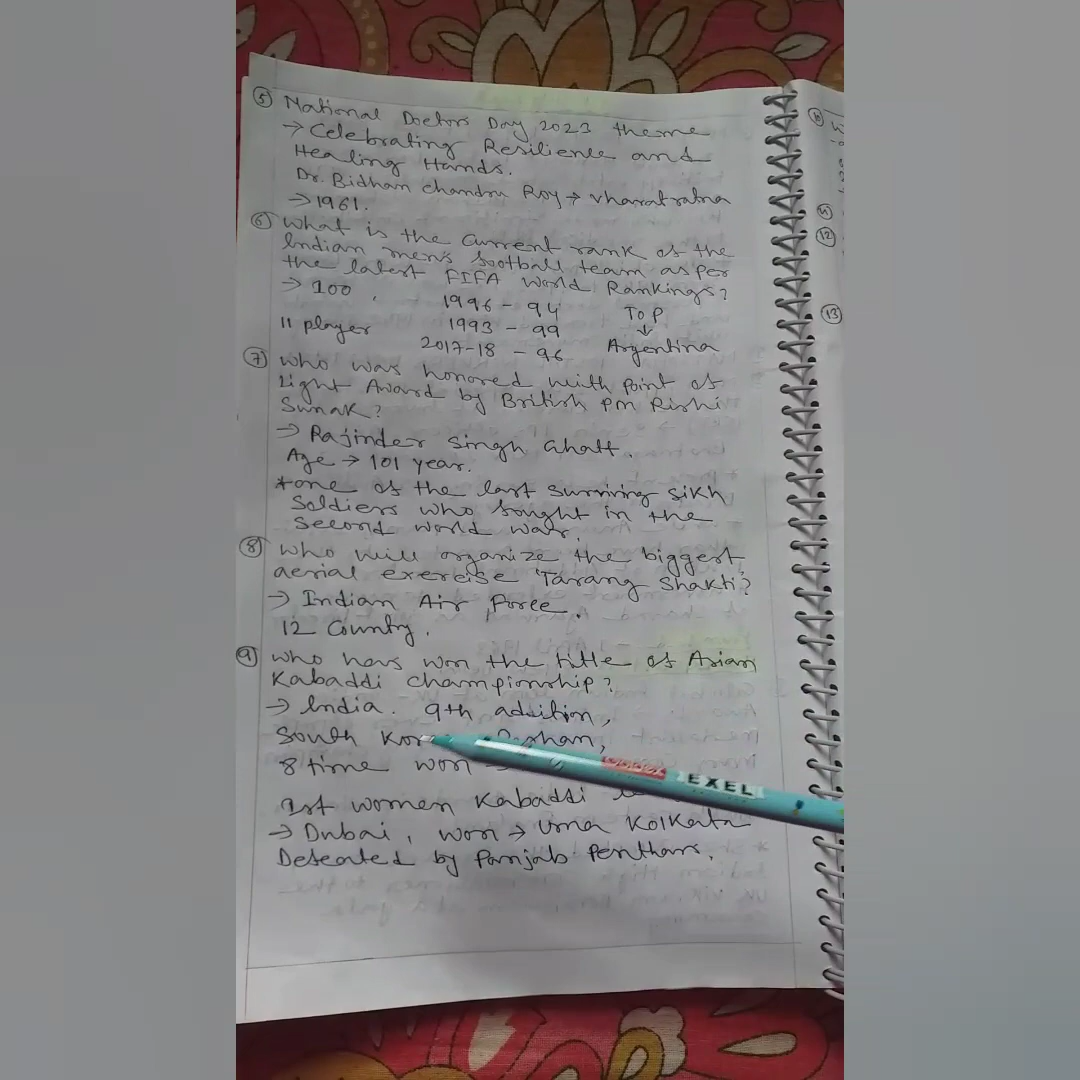 ⑤ National Doctors Day 2023 theme
→ Celebrating Resilience and
Healing Hands.
Dr. Bidhan Chandra Roy → vharatratna
→ 1961.
⑥ What is the current rank of the
Indian men's football team as per
the latest FIFA World Rankings?
→ 100, 1996 - 94 Top
11 player 1993 - 99 ↓
2017-18 - 96 Argentina
⑦ who was honored with point of
Light Award by British PM Rishi
Sunak?
→ Rajinder Singh Dhatt.
Age → 101 year.
*one of the last surviving sikh
Soldiers who fought in the
Second World War.
⑧ who will organize the biggest
aerial exercise 'Tarang Shakti?
→ Indian Air Force.
12 Country.
⑨ who has won the title of Asian
Kabaddi championship?
→ India. 9th addition,
South
8 time won
1st women Kabaddi
→ Dubai, won → Uma Kolkata
Defeated by Panjab Penthars.
EXEL
⑫
⑬